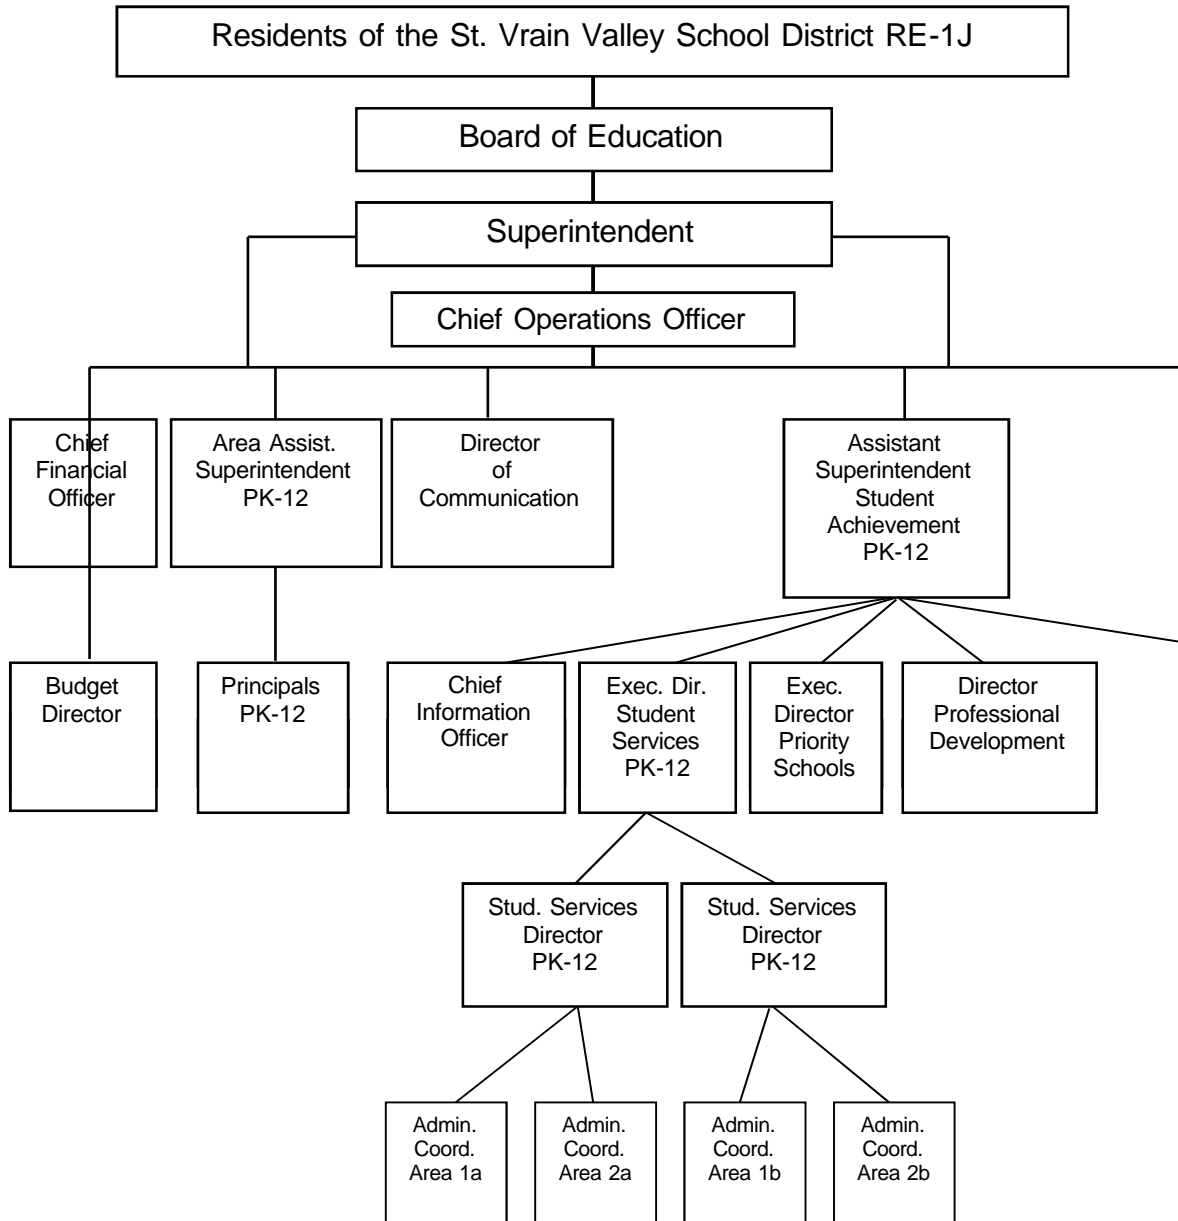 Residents of the St. Vrain Valley School District RE-1J
Board of Education
Superintendent
Chief Operations Officer
Chief
Financial
Officer
Area Assist.
Superintendent
PK-12
Director
of
Communication
Assistant
Superintendent
Student
Achievement
PK-12
Budget
Director
Principals
PK-12
Chief
Information
Officer
Exec. Dir.
Student
Services
PK-12
Exec.
Director
Priority
Schools
Director
Professional
Development
Stud. Services
Director
PK-12
Stud. Services
Director
PK-12
Admin.
Coord.
Area 1a
Admin.
Coord.
Area 2a
Admin.
Coord.
Area 1b
Admin.
Coord.
Area 2b